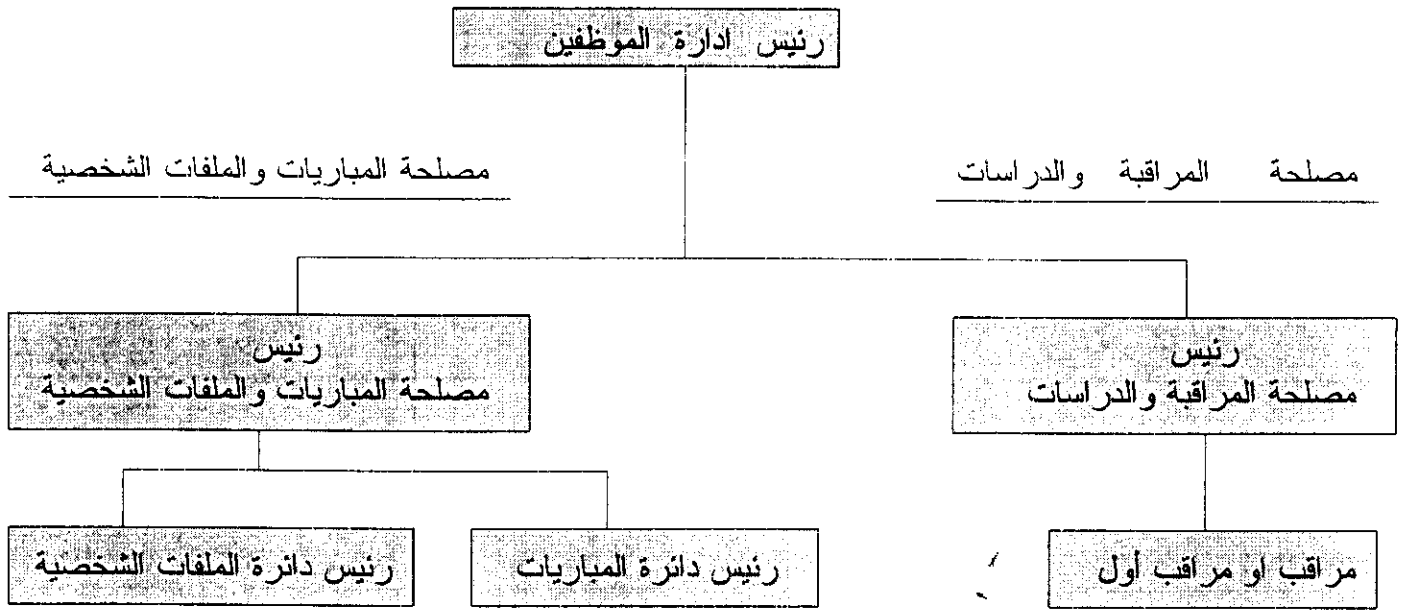 رئيس ادارة الموظفين
مصلحة المراقبة والدراسات
مصلحة المباريات والملفات الشخصية
رئيس
مصلحة المراقبة والدراسات
رئيس
مصلحة المباريات والملفات الشخصية
مراقب او مراقب أول
رئيس دائرة المباريات
رئيس دائرة الملفات الشخصية